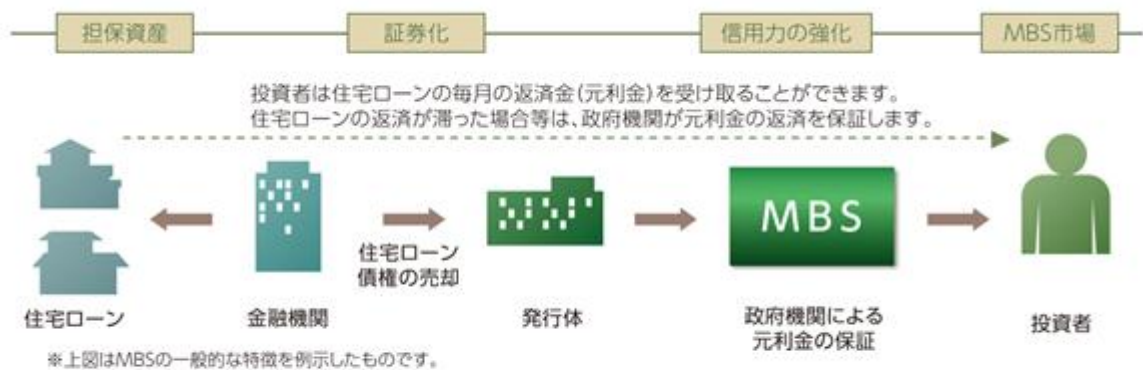 担保資産
証券化
信用力の強化
MBS市場
投資者は住宅ローンの毎月の返済金(元利金)を受け取ることができます。
住宅ローンの返済が滞った場合等は、政府機関が元利金の返済を保証します。
MBS
住宅ローン
債権の売却
住宅ローン
金融機関
発行体
政府機関による
元利金の保証
投資者
※上図はMBSの一般的な特徴を例示したものです。